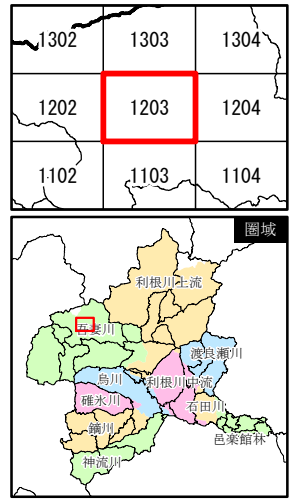 1302 1303 1304
1202 1203 1204
1102 1103 1104
圏域
利根川上流
吾妻川
渡良瀬川
烏川
利根川中流
碓氷川
石田川
鏑川
邑楽館林
神流川